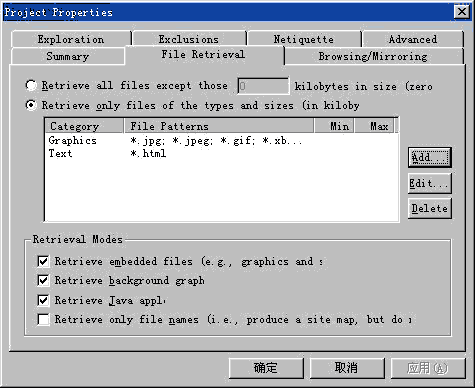 Project Properties
Exploration Exclusions Netiquette Advanced
Summary File Retrieval Browsing/Mirroring
Retrieve all files except those 0 kilobytes in size (zero
Retrieve only files of the types and sizes (in kiloby
Category File Patterns Min Max
Graphics *.jpg; *.jpeg; *.gif; *.xb...
Text *.html
Add...
Edit...
Delete
Retrieval Modes
Retrieve embedded files (e.g., graphics and s
Retrieve background graph
Retrieve Java appl
Retrieve only file names (i.e., produce a site map, but do
确定 取消 应用(A)